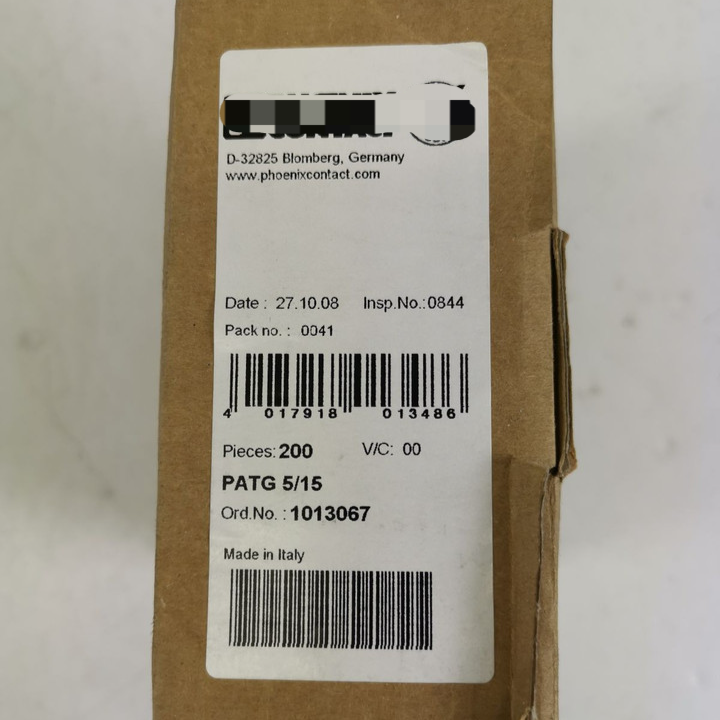 D-32825 Blomberg, Germany
www.phoenixcontact.com
Date : 27.10.08 Insp.No.:0844
Pack no. : 0041
4 017918 013486
Pieces: 200 V/C: 00
PATG 5/15
Ord.No. : 1013067
Made in Italy